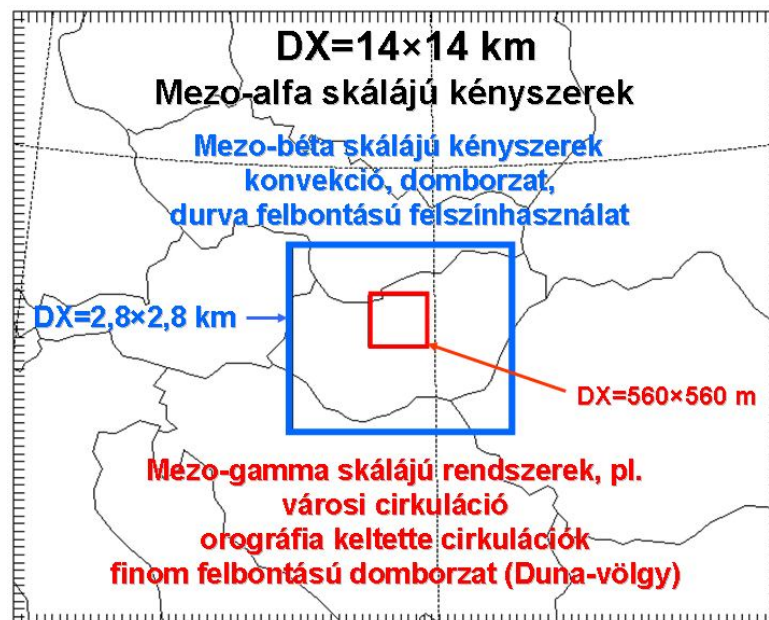 DX=14×14 km
Mezo-alfa skálájú kényszerek
Mezo-béta skálájú kényszerek
konvekció, domborzat,
durva felbontású felszínhasználat
DX=2,8×2,8 km
DX=560×560 m
Mezo-gamma skálájú rendszerek, pl.
városi cirkuláció
orográfia keltette cirkulációk
finom felbontású domborzat (Duna-völgy)